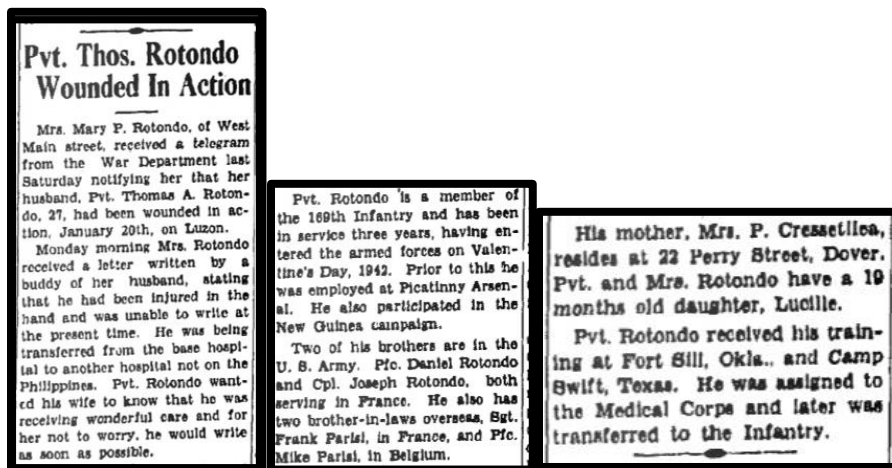 Pvt. Thos. Rotondo
Wounded In Action
Mrs. Mary P. Rotondo, of West
Main street, received a telegram
from the War Department last
Saturday notifying her that her
husband, Pvt. Thomas A. Roton-
do, 27, had been wounded in ac-
tion, January 20th, on Luzon.
Monday morning Mrs. Rotondo
received a letter written by a
buddy of her husband, stating
that he had been injured in the
hand and was unable to write at
the present time. He was being
transferred from the base hospi-
tal to another hospital not on the
Philippines. Pvt. Rotondo want-
ed his wife to know that he was
receiving wonderful care and for
her not to worry, he would write
as soon as possible.
Pvt. Rotondo is a member of
the 169th Infantry and has been
in service three years, having en-
tered the armed forces on Valen-
tine's Day, 1942. Prior to this he
was employed at Picatinny Arsen-
al. He also participated in the
New Guinea campaign.
Two of his brothers are in the
U. S. Army. Pfc. Daniel Rotondo
and Cpl. Joseph Rotondo, both
serving in France. He also has
two brother-in-laws overseas, Sgt.
Frank Parisi, in France, and Pfc.
Mike Parisi, in Belgium.
His mother, Mrs. P. Cressetilea,
resides at 22 Perry Street, Dover.
Pvt. and Mrs. Rotondo have a 19
months old daughter, Lucille.
Pvt. Rotondo received his train-
ing at Fort Sill, Okla., and Camp
Swift, Texas. He was assigned to
the Medical Corps and later was
transferred to the Infantry.